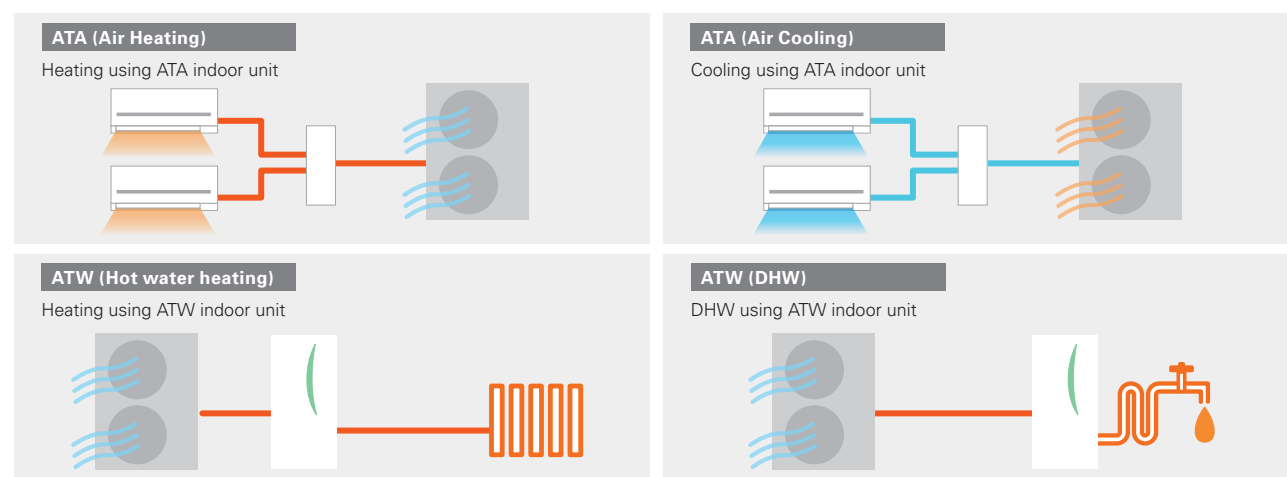 ATA (Air Heating)
Heating using ATA indoor unit
ATA (Air Cooling)
Cooling using ATA indoor unit
ATW (Hot water heating)
Heating using ATW indoor unit
ATW (DHW)
DHW using ATW indoor unit